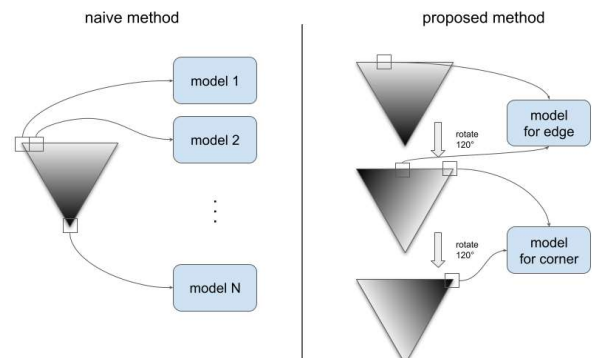 naive method
model 1
model 2
⋮
model N
proposed method
rotate
120°
model
for edge
rotate
120°
model
for corner